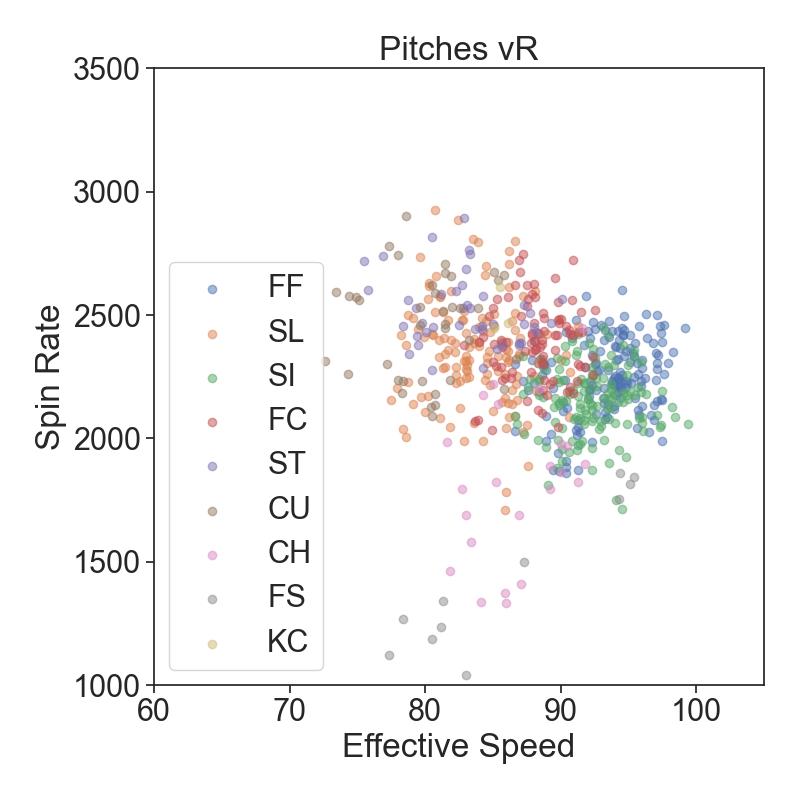 Pitches vR
3500
3000
2500
2000
1500
1000
Spin Rate
FF
SL
SI
FC
ST
CU
CH
FS
KC
60 70 80 90 100
Effective Speed